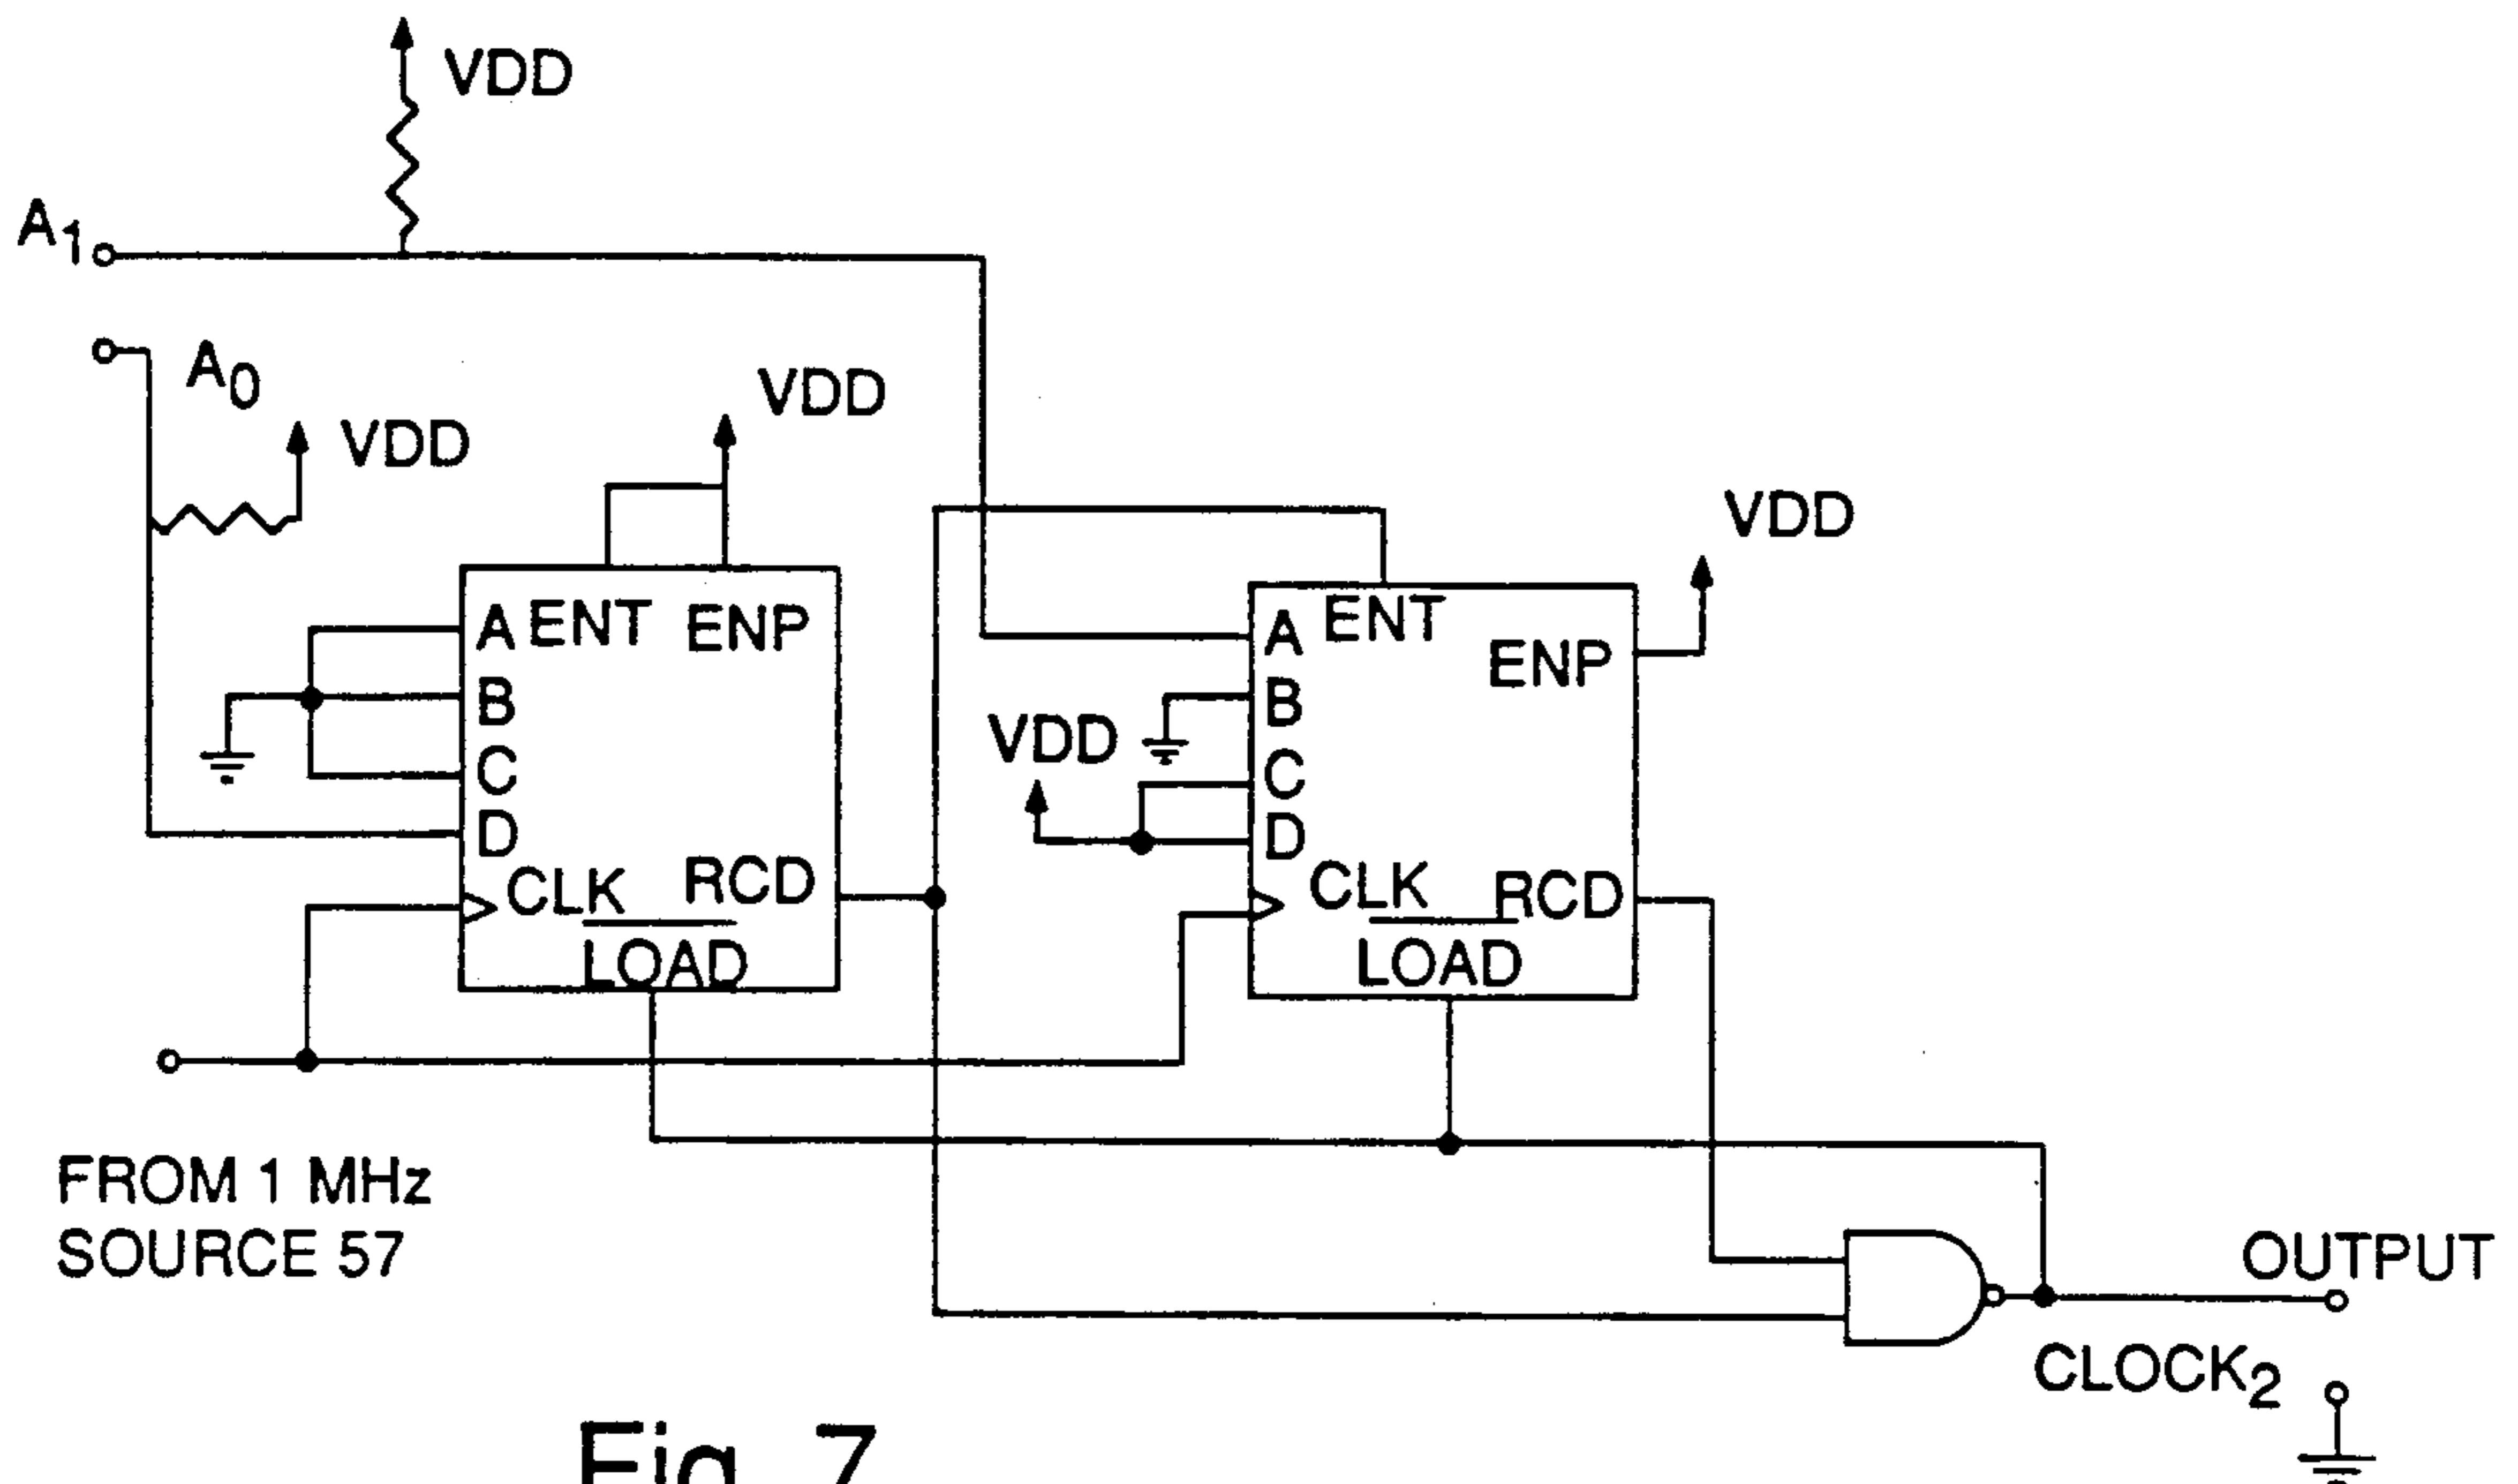 VDD
A1
A0
VDD
VDD
VDD
A ENT ENP
B
C
D
CLK RCD
LOAD
A ENT
ENP
B
VDD
C
D
CLK RCD
LOAD
FROM 1 MHz
SOURCE 57
OUTPUT
CLOCK2
Fig. 7